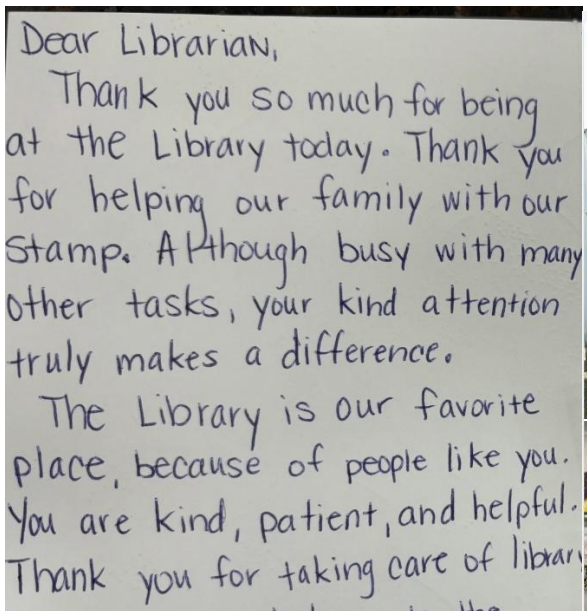 Dear Librarian,
Thank you so much for being
at the Library today. Thank you
for helping our family with our
Stamp. Although busy with many
other tasks, your kind attention
truly makes a difference.
The Library is our favorite
place, because of people like you.
You are kind, patient, and helpful.
Thank you for taking care of library
the